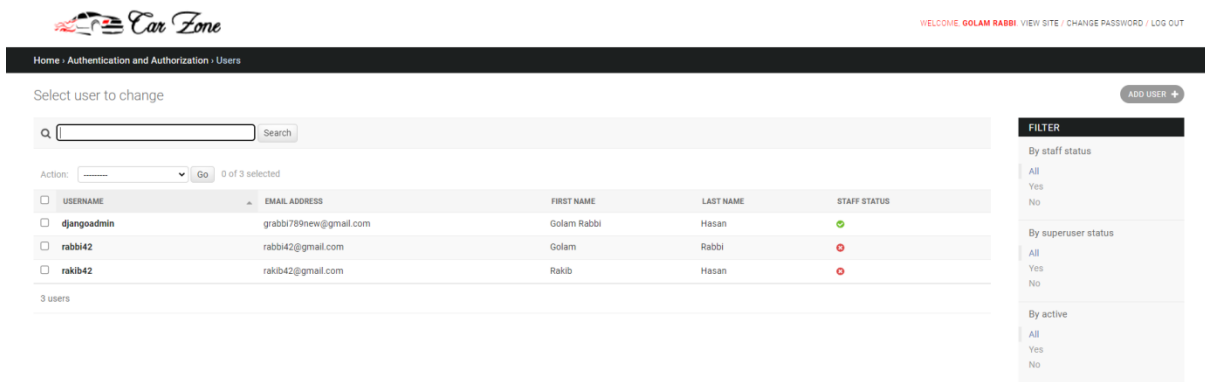 Car Zone
WELCOME, GOLAM RABBI. VIEW SITE / CHANGE PASSWORD / LOG OUT
Home › Authentication and Authorization › Users
Select user to change
ADD USER +
Search
Action: --------- Go 0 of 3 selected
USERNAME EMAIL ADDRESS FIRST NAME LAST NAME STAFF STATUS
djangoadmin grabbi789new@gmail.com Golam Rabbi Hasan
rabbi42 rabbi42@gmail.com Golam Rabbi
rakib42 rakib42@gmail.com Rakib Hasan
3 users
FILTER
By staff status
All
Yes
No
By superuser status
All
Yes
No
By active
All
Yes
No